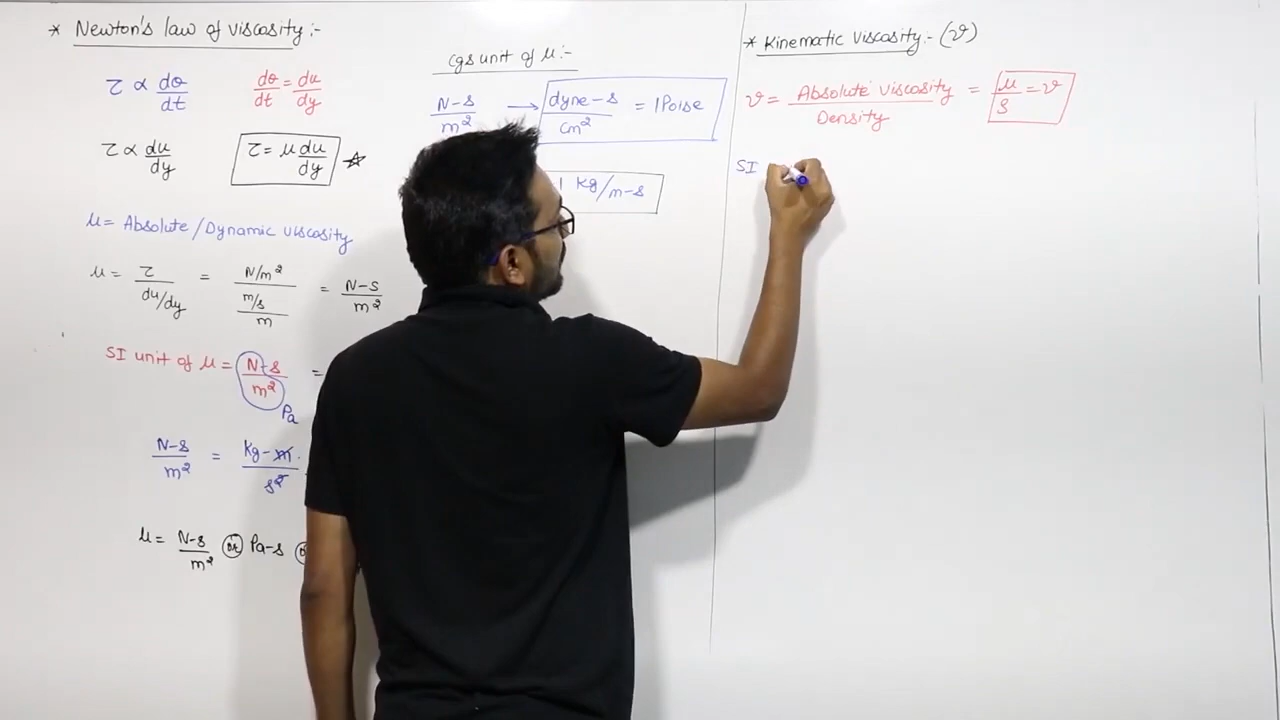 * Newton's law of viscosity:-
τ ∝ dθ/dt    dθ/dt = du/dy
τ ∝ du/dy    τ = μ du/dy ☆
μ = Absolute/Dynamic viscosity
μ = τ/(du/dy) = (N/m²)/((m/s)/m) = N-s/m²
SI unit of μ = N-s/m² =
Pa
N-s/m² = kg-m/s²
μ = N-s/m² or Pa-s
cgs unit of μ:-
N-s/m² → dyne-s/cm² = 1 Poise
1 kg/m-s
* Kinematic viscosity:- (ϑ)
ϑ = Absolute viscosity/Density = μ/ρ = ϑ
SI